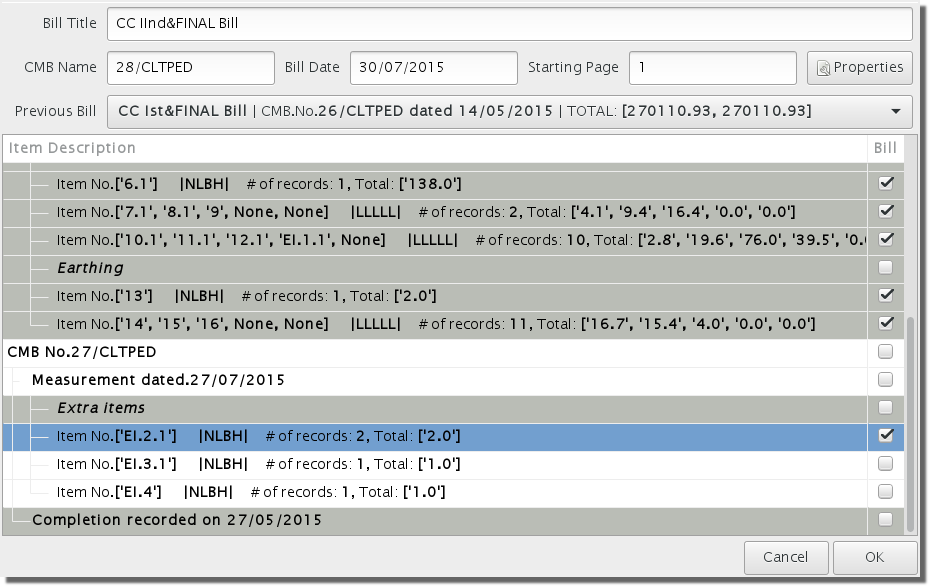 Bill Title CC IInd&FINAL Bill
CMB Name 28/CLTPED Bill Date 30/07/2015 Starting Page 1 Properties
Previous Bill CC Ist&FINAL Bill | CMB.No.26/CLTPED dated 14/05/2015 | TOTAL: [270110.93, 270110.93]
Item Description Bill
Item No.['6.1'] |NLBH| # of records: 1, Total: ['138.0']
Item No.['7.1', '8.1', '9', None, None] |LLLLL| # of records: 2, Total: ['4.1', '9.4', '16.4', '0.0', '0.0']
Item No.['10.1', '11.1', '12.1', 'EI.1.1', None] |LLLLL| # of records: 10, Total: ['2.8', '19.6', '76.0', '39.5', '0.0
Earthing
Item No.['13'] |NLBH| # of records: 1, Total: ['2.0']
Item No.['14', '15', '16', None, None] |LLLLL| # of records: 11, Total: ['16.7', '15.4', '4.0', '0.0', '0.0']
CMB No.27/CLTPED
Measurement dated.27/07/2015
Extra items
Item No.['EI.2.1'] |NLBH| # of records: 2, Total: ['2.0']
Item No.['EI.3.1'] |NLBH| # of records: 1, Total: ['1.0']
Item No.['EI.4'] |NLBH| # of records: 1, Total: ['1.0']
Completion recorded on 27/05/2015
Cancel OK